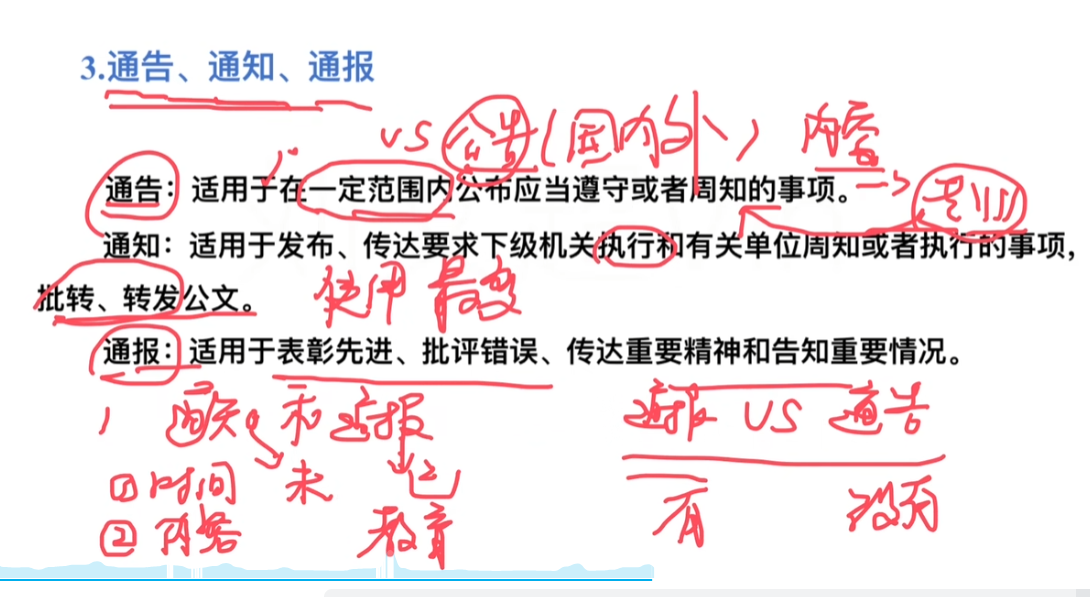 3.通告、通知、通报
VS 公告(国内外) 内容
通告：适用于在一定范围内公布应当遵守或者周知的事项。
通知：适用于发布、传达要求下级机关执行和有关单位周知或者执行的事项，
批转、转发公文。 使用 最
通报：适用于表彰先进、批评错误、传达重要精神和告知重要情况。
1 通知 和 通报 通报 VS 通告
①时间 未 已 有 没有
②内容 教育